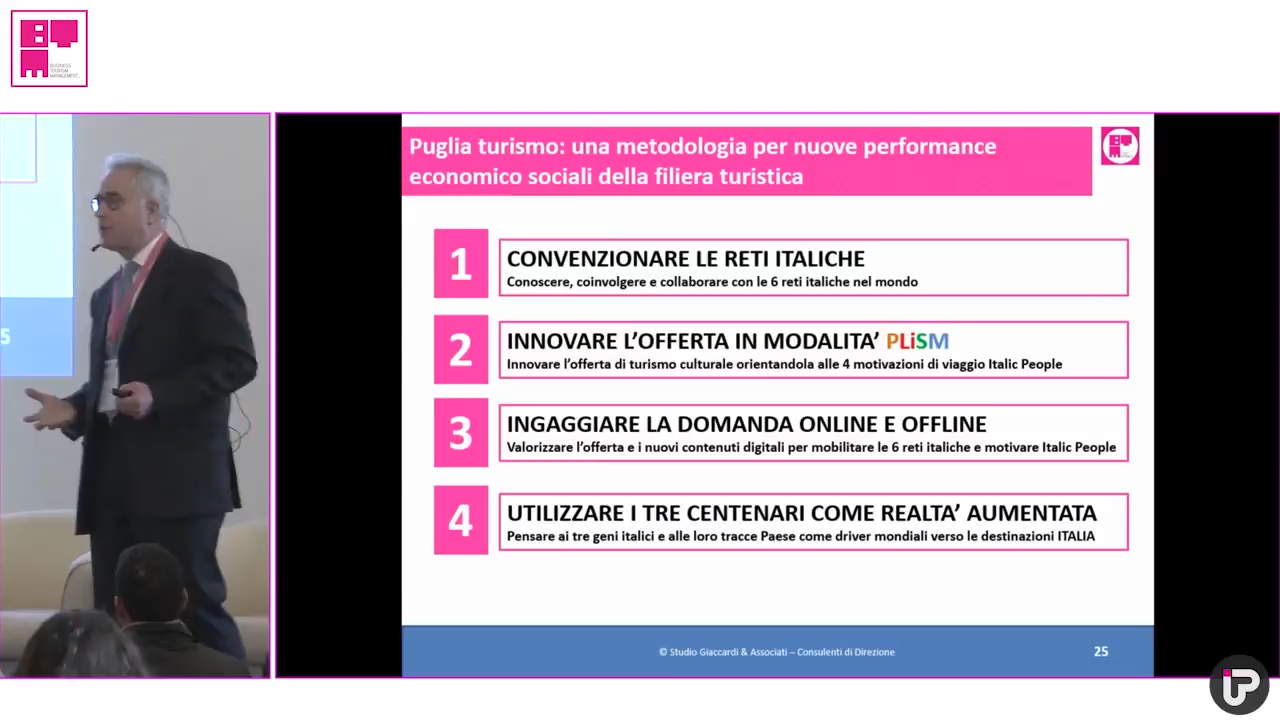 BUSINESS
TOURISM
MANAGEMENT
5
Puglia turismo: una metodologia per nuove performance
economico sociali della filiera turistica
1
CONVENZIONARE LE RETI ITALICHE
Conoscere, coinvolgere e collaborare con le 6 reti italiche nel mondo
2
INNOVARE L'OFFERTA IN MODALITA' PLiSM
Innovare l'offerta di turismo culturale orientandola alle 4 motivazioni di viaggio Italic People
3
INGAGGIARE LA DOMANDA ONLINE E OFFLINE
Valorizzare l'offerta e i nuovi contenuti digitali per mobilitare le 6 reti italiche e motivare Italic People
4
UTILIZZARE I TRE CENTENARI COME REALTA' AUMENTATA
Pensare ai tre geni italici e alle loro tracce Paese come driver mondiali verso le destinazioni ITALIA
© Studio Giaccardi & Associati – Consulenti di Direzione
25